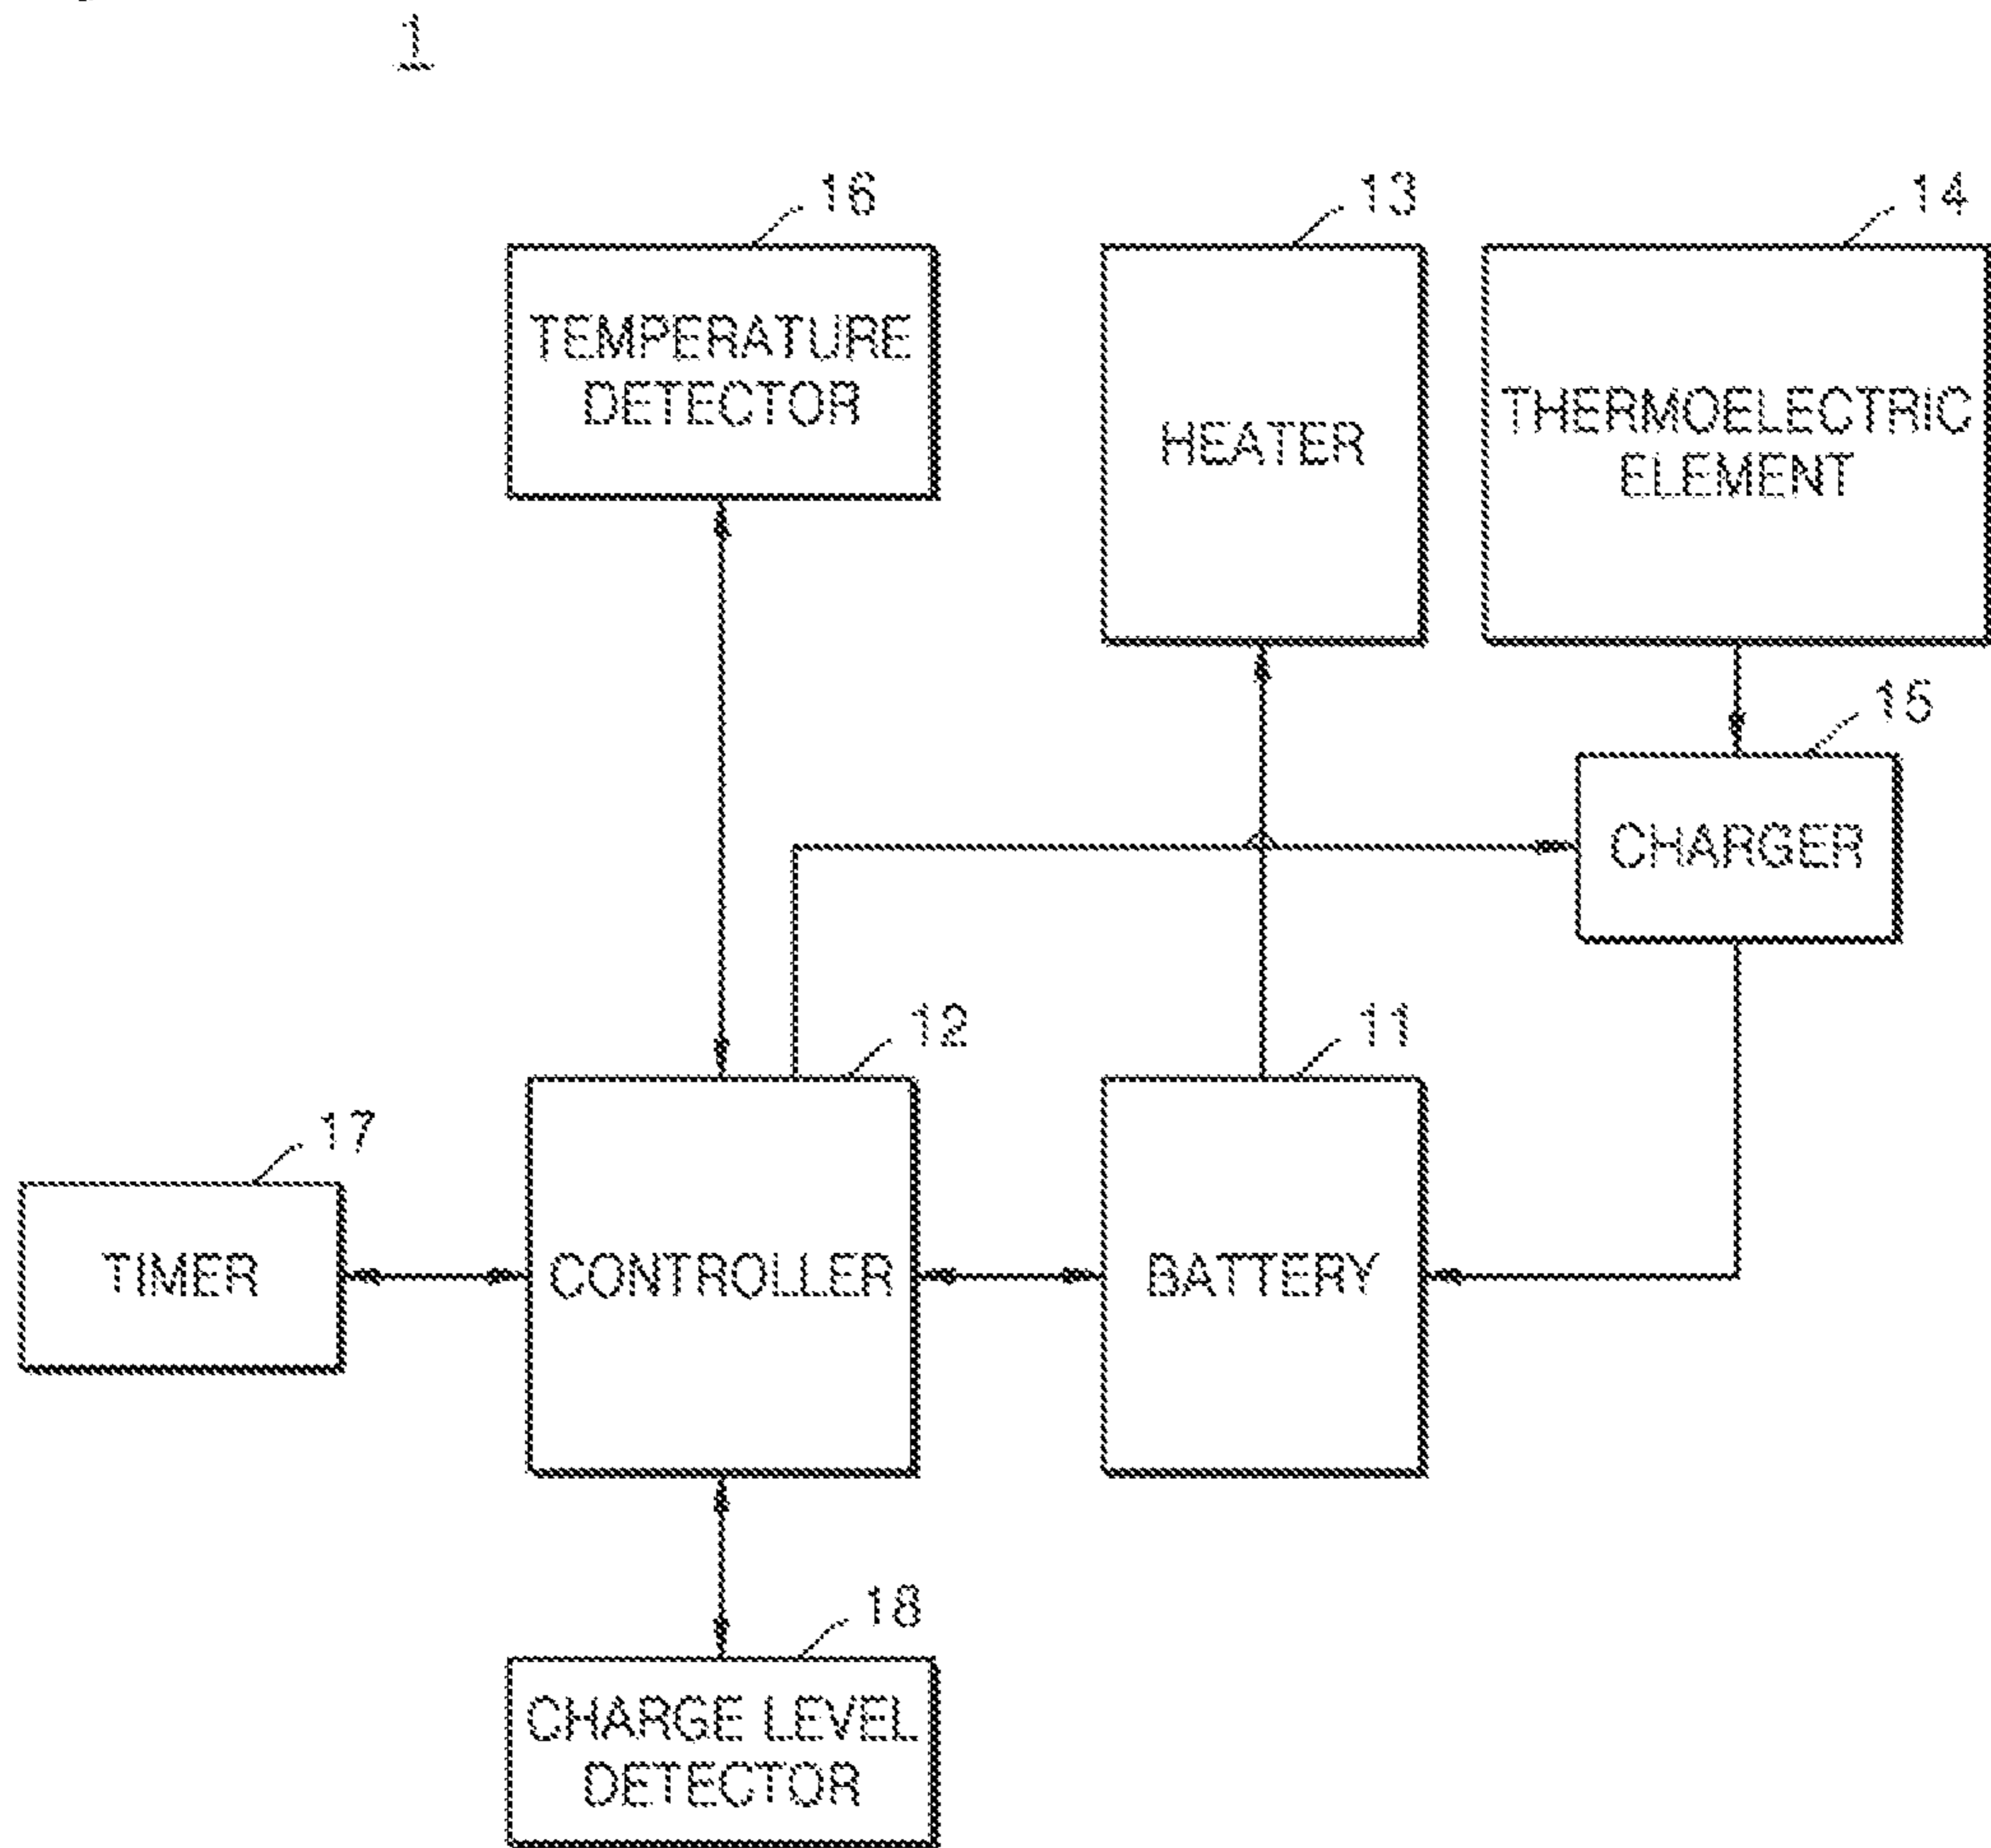 1
16
13
14
TEMPERATURE
DETECTOR
HEATER
THERMOELECTRIC
ELEMENT
15
CHARGER
12
11
17
TIMER
CONTROLLER
BATTERY
18
CHARGE LEVEL
DETECTOR